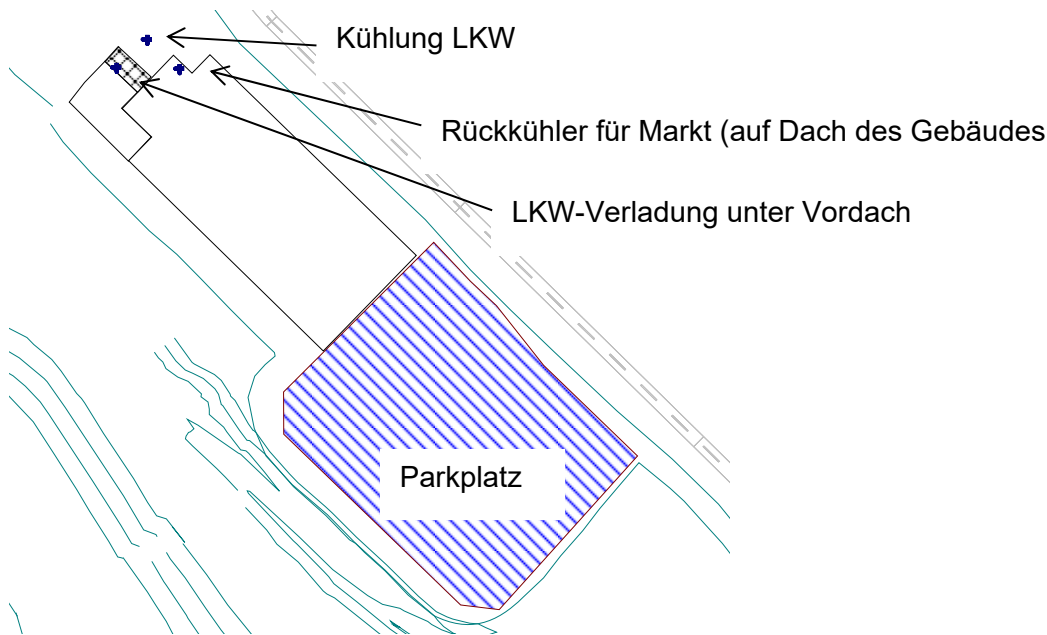 Kühlung LKW
Rückkühler für Markt (auf Dach des Gebäudes
LKW-Verladung unter Vordach
Parkplatz